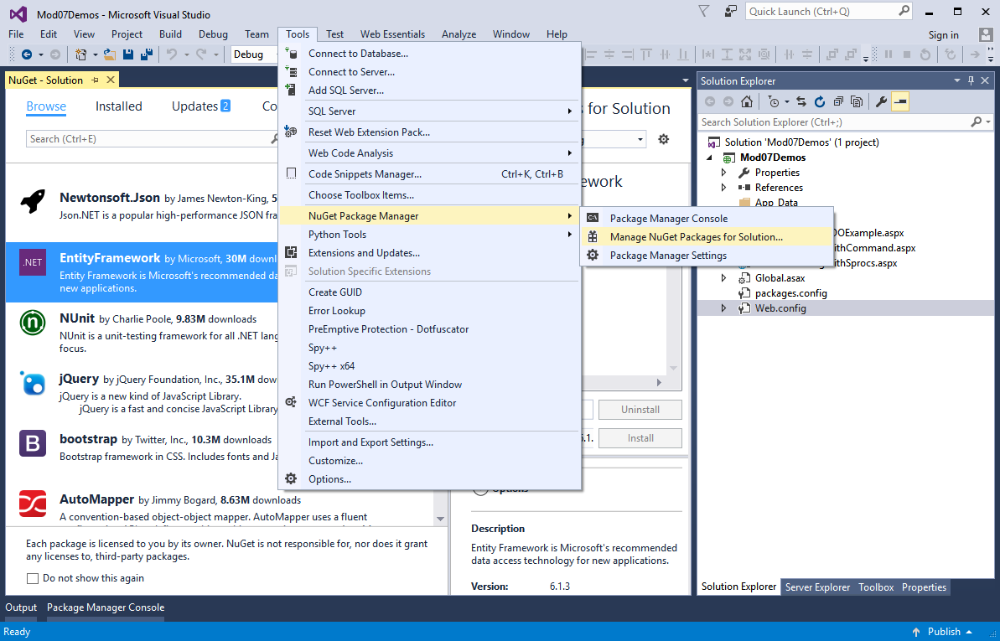 Mod07Demos - Microsoft Visual Studio
Quick Launch (Ctrl+Q)
File Edit View Project Build Debug Team Tools Test Web Essentials Analyze Window Help
Sign in
Debug
NuGet - Solution
Browse Installed Updates 2 Co
s for Solution
Search (Ctrl+E)
Newtonsoft.Json by James Newton-King, 5
Json.NET is a popular high-performance JSON fra
.NET
EntityFramework by Microsoft, 30M downl
Entity Framework is Microsoft's recommended da
new applications.
NUnit by Charlie Poole, 9.83M downloads
NUnit is a unit-testing framework for all .NET lang
focus.
jQuery by jQuery Foundation, Inc., 35.1M dow
jQuery is a new kind of JavaScript Library.
jQuery is a fast and concise JavaScript Library
B
bootstrap by Twitter, Inc., 10.3M downloads
Bootstrap framework in CSS. Includes fonts and Ja
AutoMapper by Jimmy Bogard, 8.63M downloads
A convention-based object-object mapper. AutoMapper uses a fluent
Each package is licensed to you by its owner. NuGet is not responsible for, nor does it grant
any licenses to, third-party packages.
Do not show this again
Connect to Database...
Connect to Server...
Add SQL Server...
SQL Server
Reset Web Extension Pack...
Web Code Analysis
Code Snippets Manager... Ctrl+K, Ctrl+B
Choose Toolbox Items...
NuGet Package Manager
Python Tools
Extensions and Updates...
Solution Specific Extensions
Create GUID
Error Lookup
PreEmptive Protection - Dotfuscator
Spy++
Spy++ x64
Run PowerShell in Output Window
WCF Service Configuration Editor
External Tools...
Import and Export Settings...
Customize...
Options...
Package Manager Console
Manage NuGet Packages for Solution...
Package Manager Settings
ework
Uninstall
6.1.
Install
Options
Description
Entity Framework is Microsoft's recommended
data access technology for new applications.
Version: 6.1.3
Solution Explorer
Search Solution Explorer (Ctrl+;)
Solution 'Mod07Demos' (1 project)
Mod07Demos
Properties
References
App_Data
OExample.aspx
ithCommand.aspx
ithSprocs.aspx
Global.asax
packages.config
Web.config
Solution Explorer Server Explorer Toolbox Properties
Output Package Manager Console
Ready
Publish